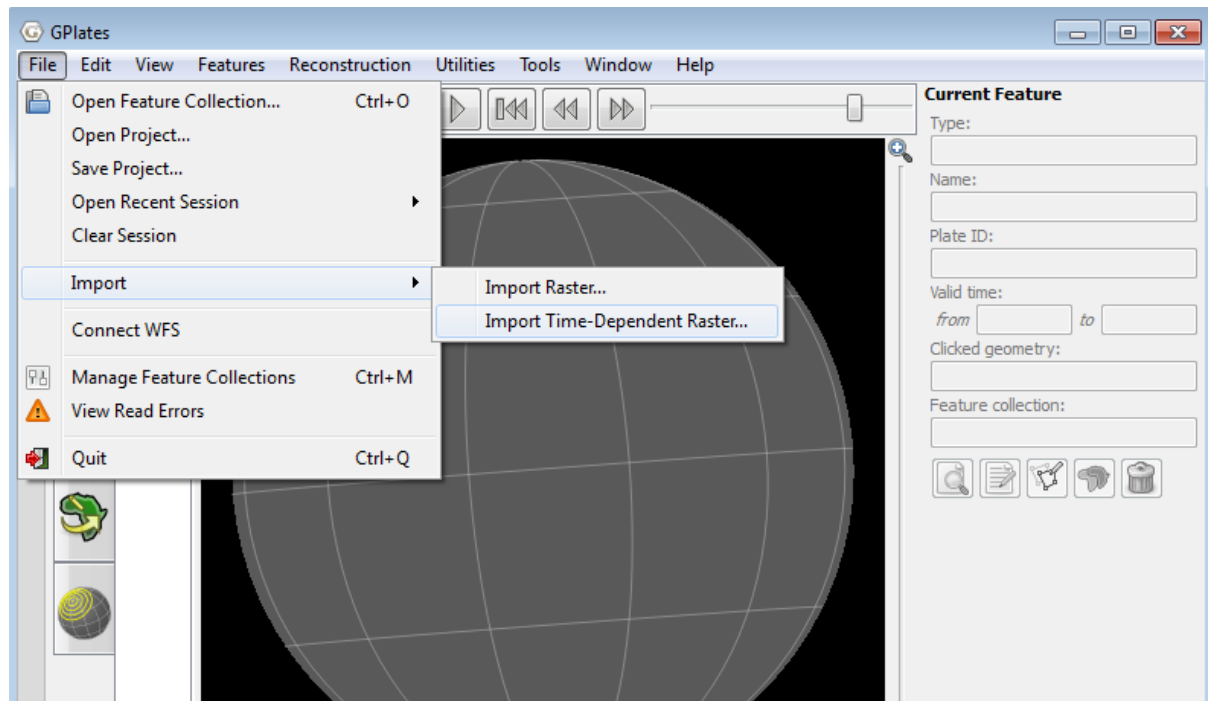 GPlates
File Edit View Features Reconstruction Utilities Tools Window Help
Open Feature Collection... Ctrl+O
Open Project...
Save Project...
Open Recent Session
Clear Session
Import
Import Raster...
Import Time-Dependent Raster...
Connect WFS
Manage Feature Collections Ctrl+M
View Read Errors
Quit Ctrl+Q
Current Feature
Type:
Name:
Plate ID:
Valid time:
from to
Clicked geometry:
Feature collection: